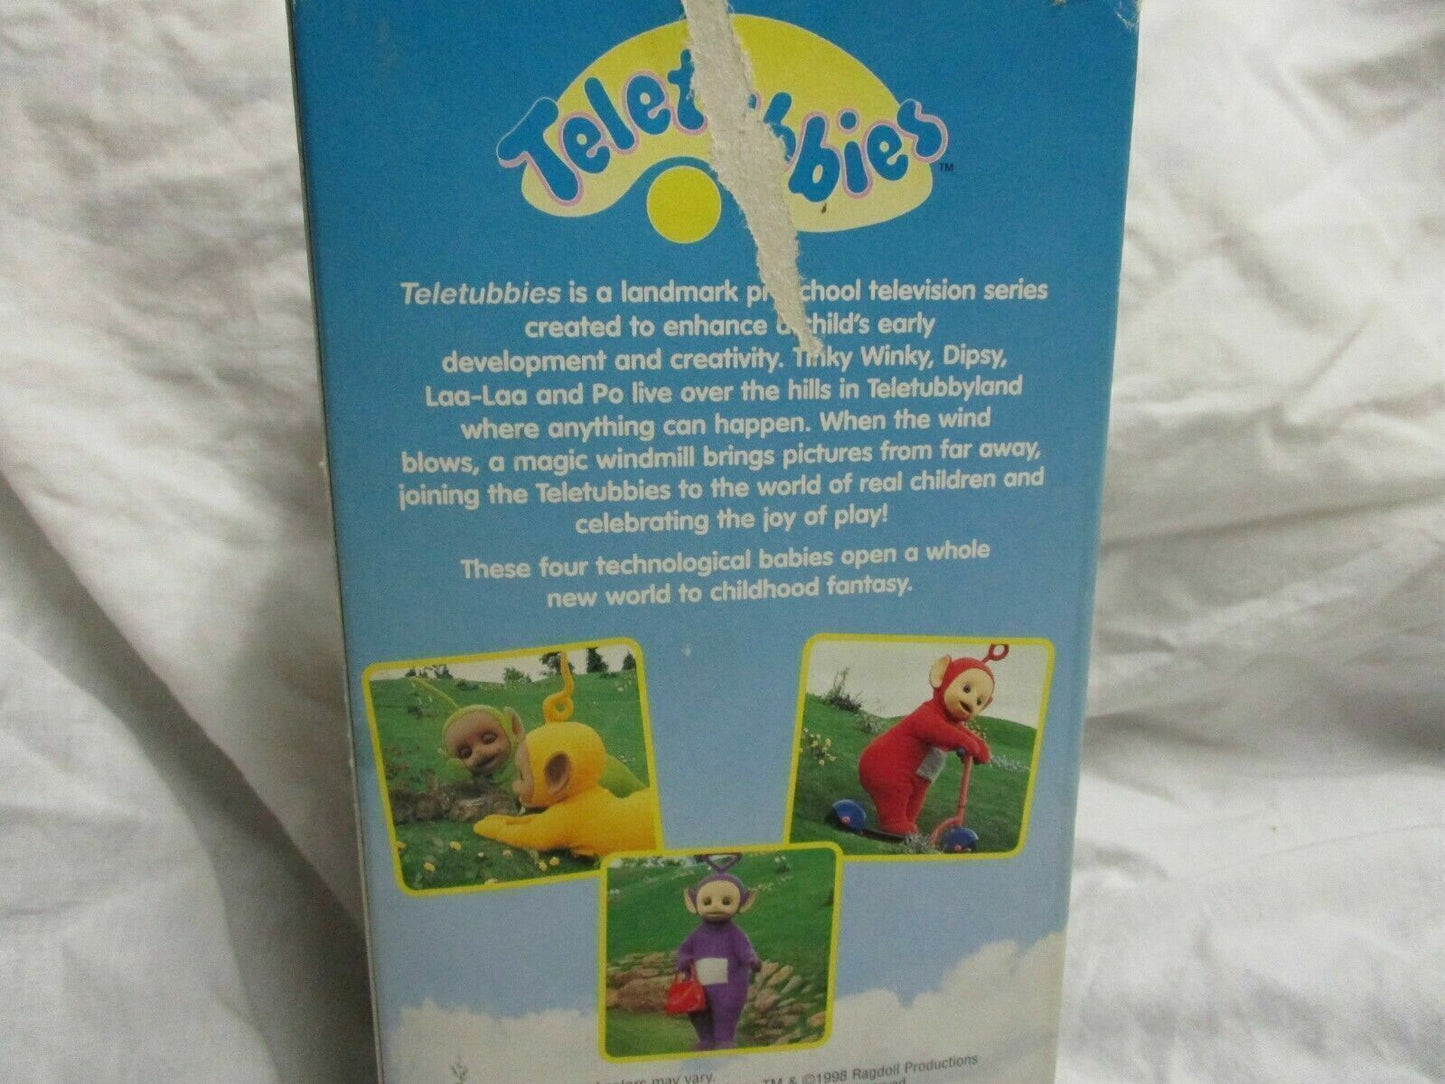 Teletubbies TM
Teletubbies is a landmark preschool television series
created to enhance a child's early
development and creativity. Tinky Winky, Dipsy,
Laa-Laa and Po live over the hills in Teletubbyland
where anything can happen. When the wind
blows, a magic windmill brings pictures from far away,
joining the Teletubbies to the world of real children and
celebrating the joy of play!
These four technological babies open a whole
new world to childhood fantasy.
may vary.
TM & ©1998 Ragdoll Productions